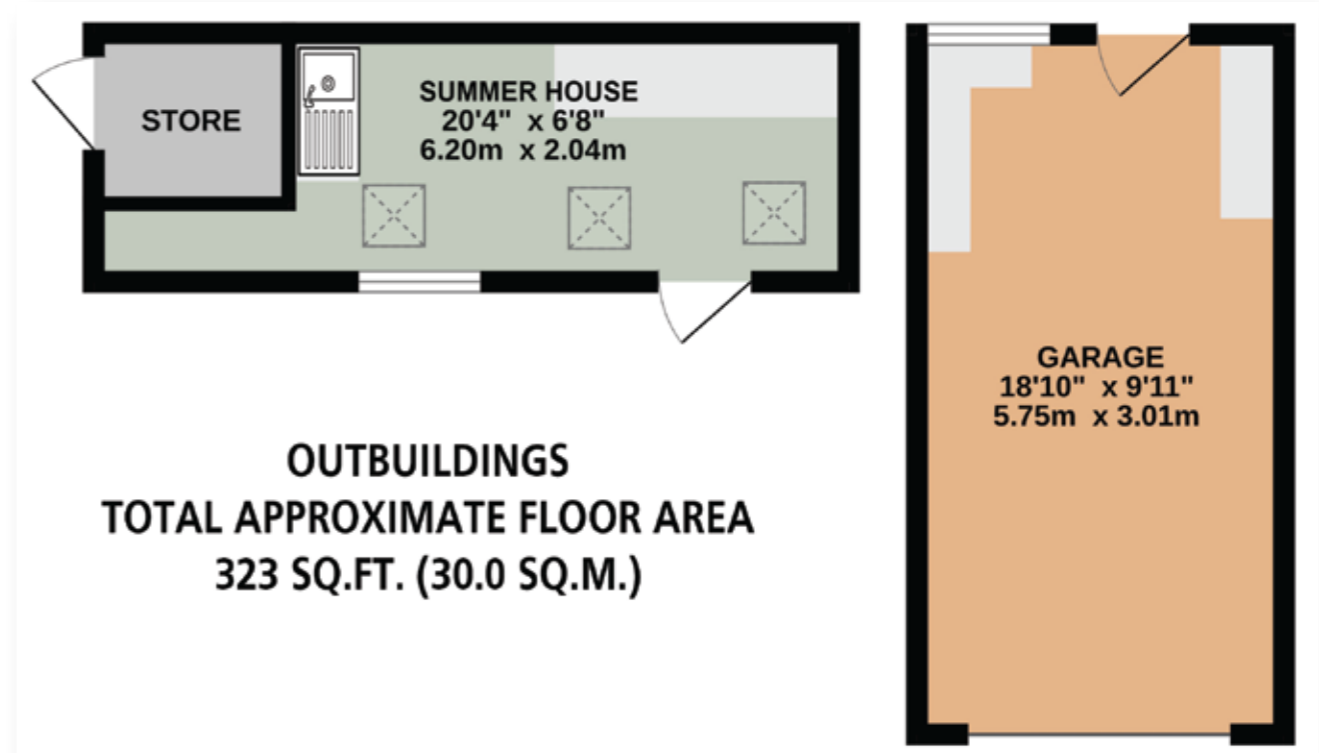 STORE
SUMMER HOUSE
20'4" x 6'8"
6.20m x 2.04m
GARAGE
18'10" x 9'11"
5.75m x 3.01m
OUTBUILDINGS
TOTAL APPROXIMATE FLOOR AREA
323 SQ.FT. (30.0 SQ.M.)